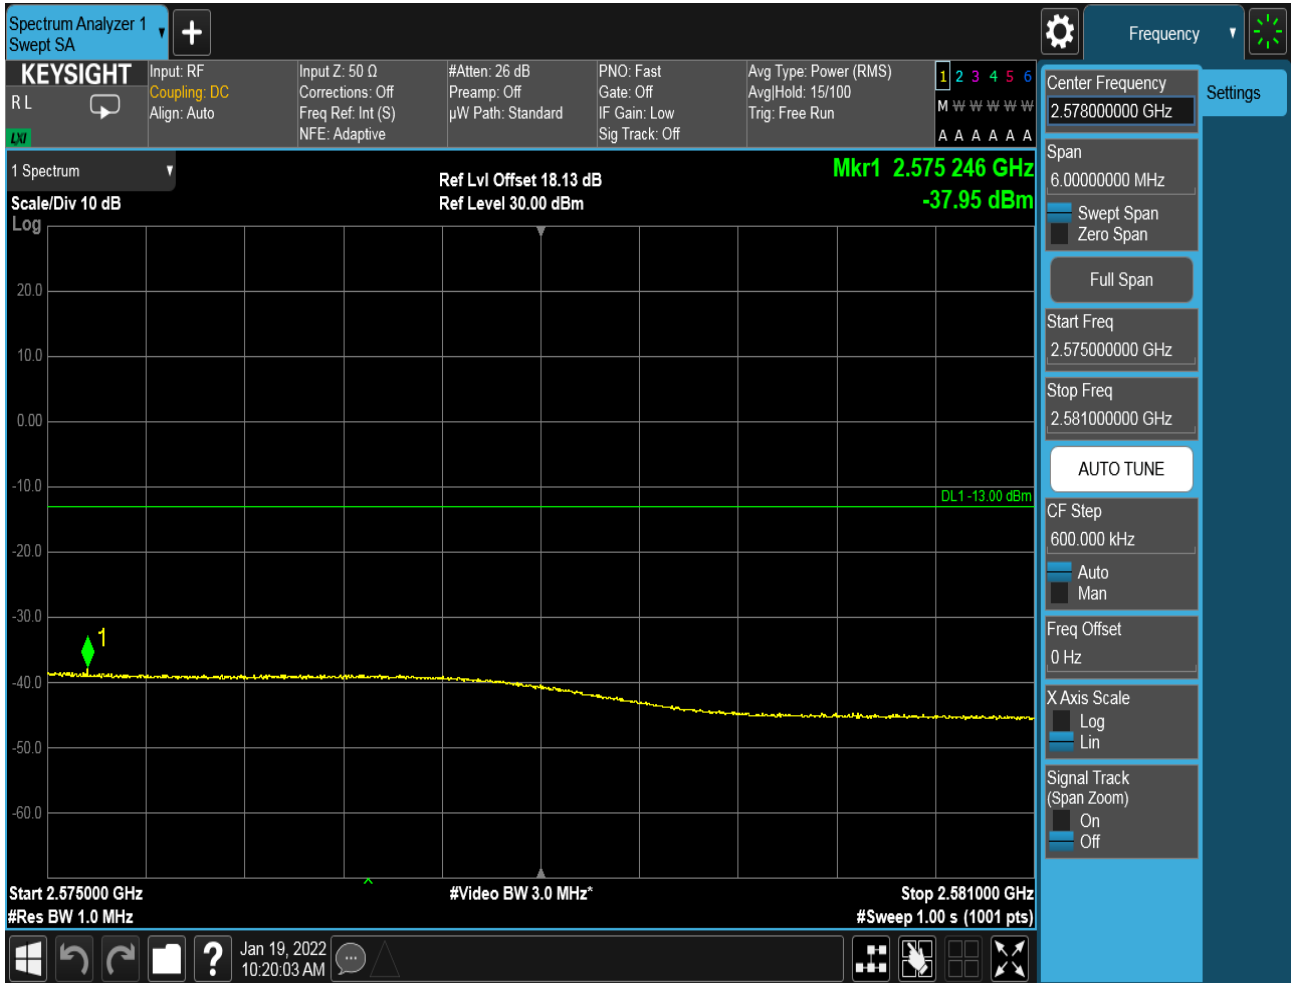 Spectrum Analyzer 1
Swept SA
Frequency
KEYSIGHT
R L
LXI
Input: RF
Coupling: DC
Align: Auto
Input Z: 50 Ω
Corrections: Off
Freq Ref: Int (S)
NFE: Adaptive
#Atten: 26 dB
Preamp: Off
µW Path: Standard
PNO: Fast
Gate: Off
IF Gain: Low
Sig Track: Off
Avg Type: Power (RMS)
Avg|Hold: 15/100
Trig: Free Run
1 2 3 4 5 6
M W W W W W
A A A A A A
1 Spectrum
Scale/Div 10 dB
Log
Ref Lvl Offset 18.13 dB
Ref Level 30.00 dBm
Mkr1 2.575 246 GHz
-37.95 dBm
20.0
10.0
0.00
-10.0
DL1 -13.00 dBm
-20.0
-30.0
1
-40.0
-50.0
-60.0
Start 2.575000 GHz
#Res BW 1.0 MHz
#Video BW 3.0 MHz*
Stop 2.581000 GHz
#Sweep 1.00 s (1001 pts)
Jan 19, 2022
10:20:03 AM
Center Frequency
2.578000000 GHz
Settings
Span
6.00000000 MHz
Swept Span
Zero Span
Full Span
Start Freq
2.575000000 GHz
Stop Freq
2.581000000 GHz
AUTO TUNE
CF Step
600.000 kHz
Auto
Man
Freq Offset
0 Hz
X Axis Scale
Log
Lin
Signal Track
(Span Zoom)
On
Off